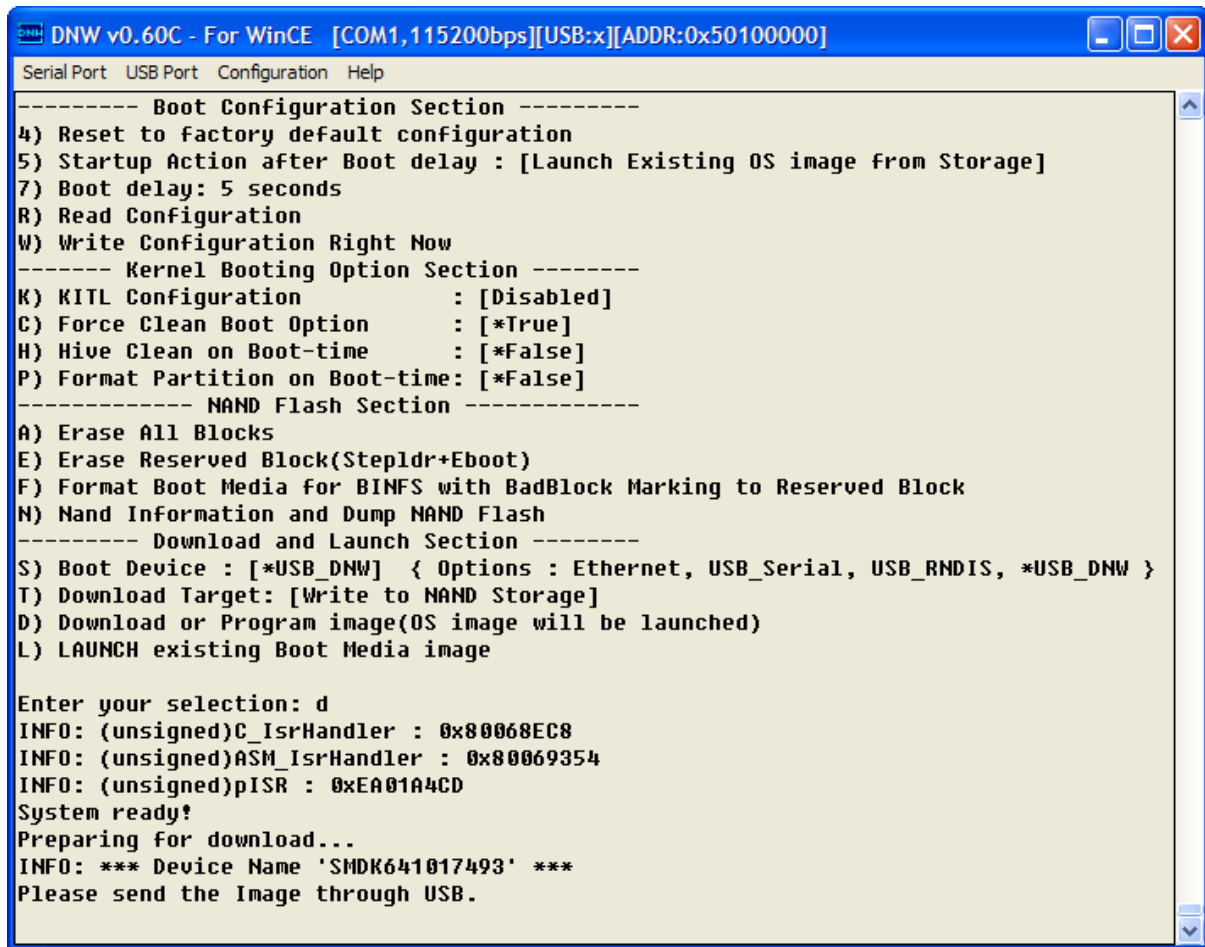 DNW v0.60C - For WinCE [COM1,115200bps][USB:x][ADDR:0x50100000]
Serial Port USB Port Configuration Help
--------- Boot Configuration Section ---------
4) Reset to factory default configuration
5) Startup Action after Boot delay : [Launch Existing OS image from Storage]
7) Boot delay: 5 seconds
R) Read Configuration
W) Write Configuration Right Now
------- Kernel Booting Option Section --------
K) KITL Configuration           : [Disabled]
C) Force Clean Boot Option      : [*True]
H) Hive Clean on Boot-time      : [*False]
P) Format Partition on Boot-time: [*False]
------------- NAND Flash Section -------------
A) Erase All Blocks
E) Erase Reserved Block(Stepldr+Eboot)
F) Format Boot Media for BINFS with BadBlock Marking to Reserved Block
N) Nand Information and Dump NAND Flash
--------- Download and Launch Section --------
S) Boot Device : [*USB_DNW]  { Options : Ethernet, USB_Serial, USB_RNDIS, *USB_DNW }
T) Download Target: [Write to NAND Storage]
D) Download or Program image(OS image will be launched)
L) LAUNCH existing Boot Media image
Enter your selection: d
INFO: (unsigned)C_IsrHandler : 0x80068EC8
INFO: (unsigned)ASM_IsrHandler : 0x80069354
INFO: (unsigned)pISR : 0xEA01A4CD
System ready!
Preparing for download...
INFO: *** Device Name 'SMDK641017493' ***
Please send the Image through USB.